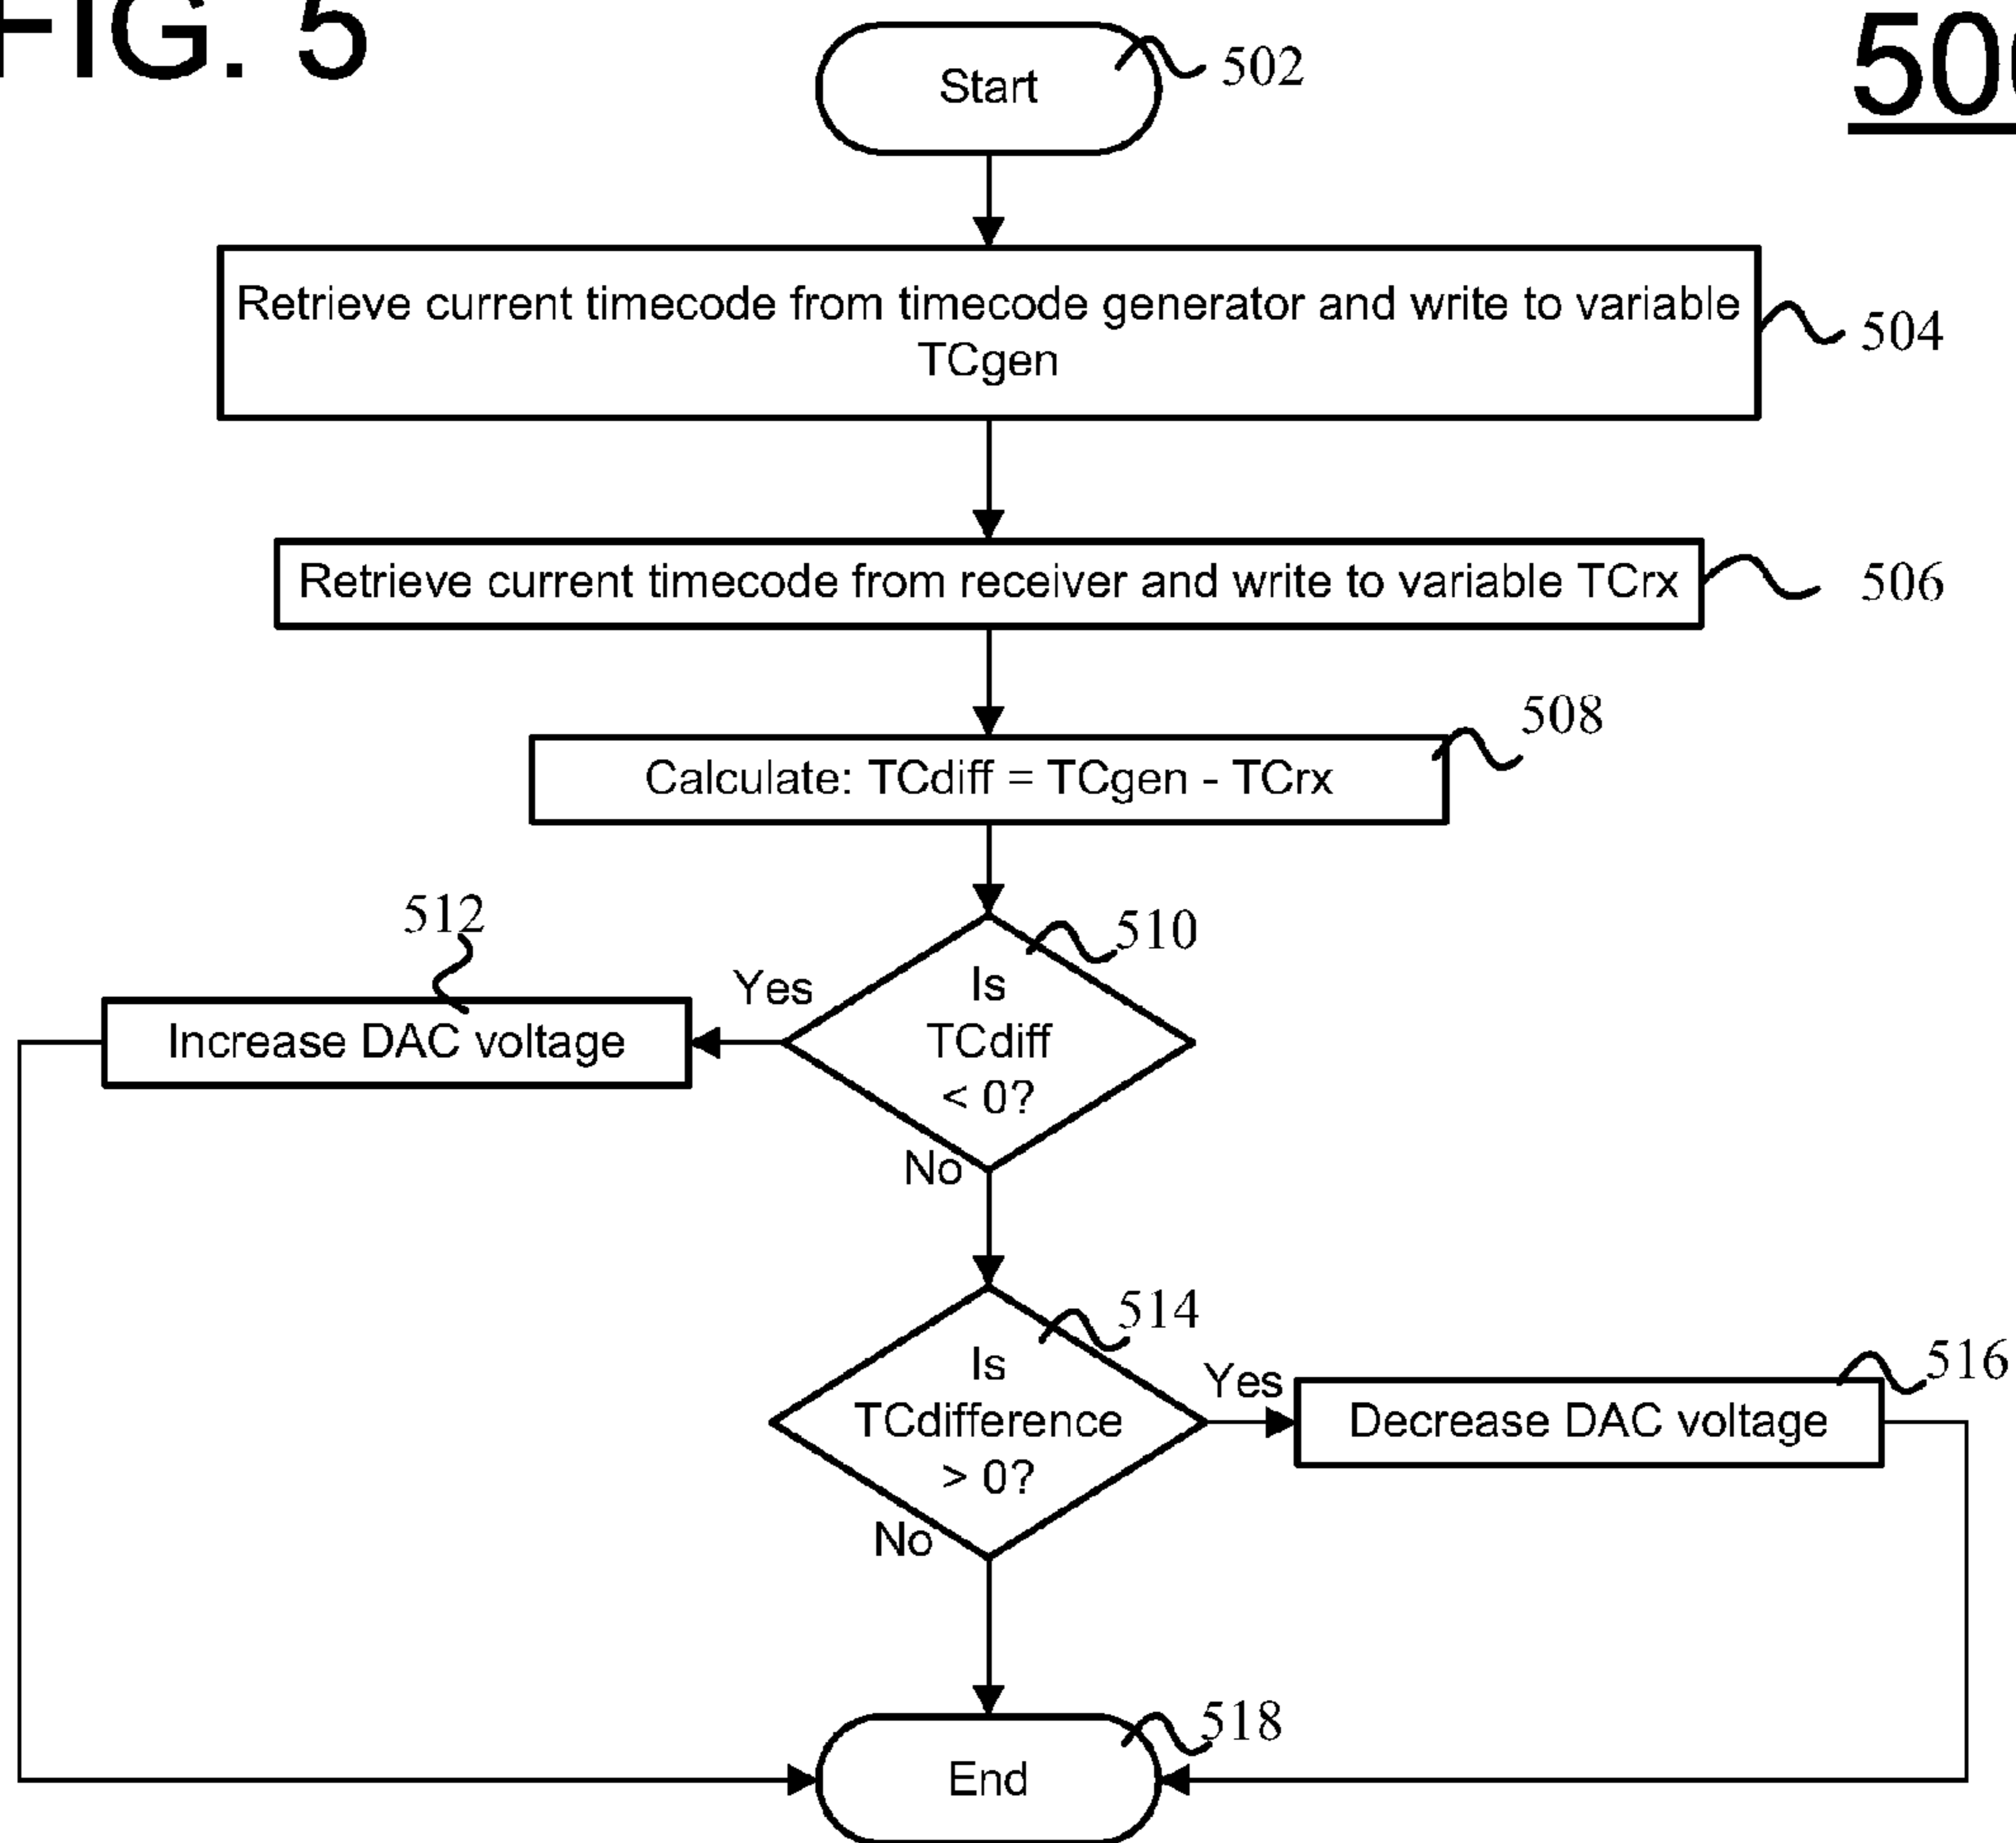 FIG. 5
Start
502
Retrieve current timecode from timecode generator and write to variable
TCgen
504
Retrieve current timecode from receiver and write to variable TCrx
506
508
Calculate: TCdiff = TCgen - TCrx
512
510
Yes
Is
TCdiff
< 0?
Increase DAC voltage
No
514
Is
TCdifference
> 0?
Yes
516
Decrease DAC voltage
No
518
End